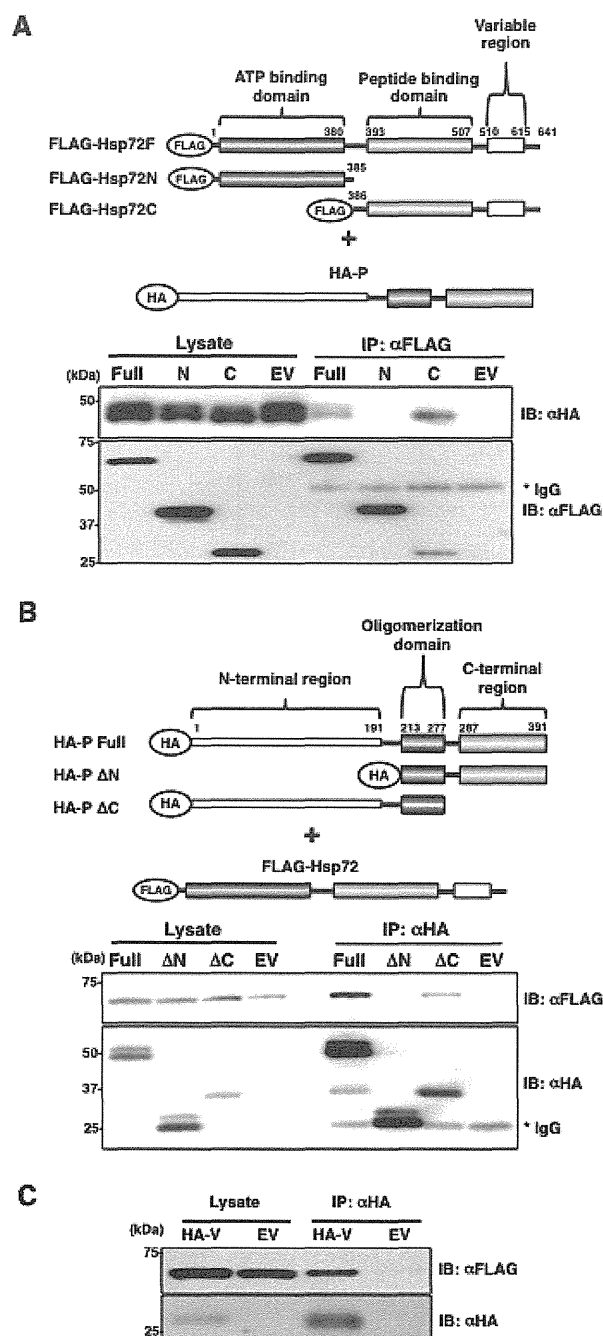 A
Variable
region
ATP binding
domain
Peptide binding
domain
1 380 393 507 510 615 641
FLAG-Hsp72F FLAG
385
FLAG-Hsp72N FLAG
386
FLAG-Hsp72C FLAG
+
HA-P
HA
Lysate IP: αFLAG
(kDa) Full N C EV Full N C EV
50
IB: αHA
75
50
* IgG
IB: αFLAG
37
25
B
Oligomerization
domain
N-terminal region
C-terminal
region
1 191 213 277 287 391
HA-P Full HA
HA-P ΔN HA
HA-P ΔC HA
+
FLAG-Hsp72
FLAG
Lysate IP: αHA
(kDa) Full ΔN ΔC EV Full ΔN ΔC EV
75
IB: αFLAG
50
37
IB: αHA
25
* IgG
C
Lysate IP: αHA
(kDa) HA-V EV HA-V EV
75
IB: αFLAG
IB: αHA
25